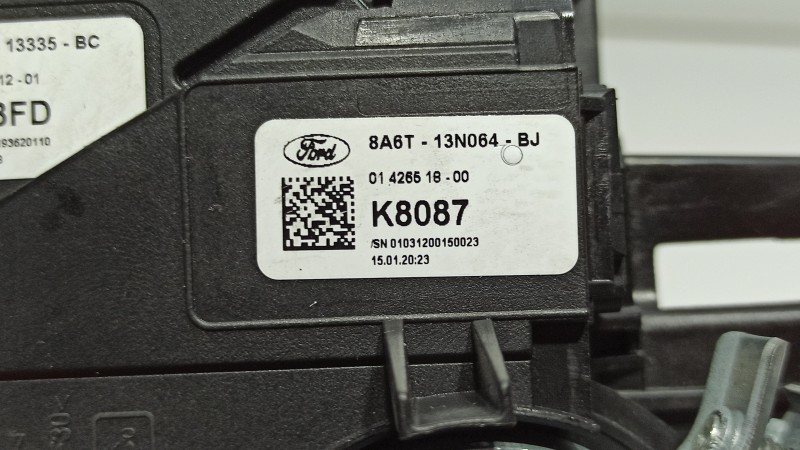 13335 - BC
12 - 01
3FD
93620110
Ford
8A6T - 13N064 - BJ
01 4265 18 - 00
K8087
/SN 01031200150023
15.01.20:23